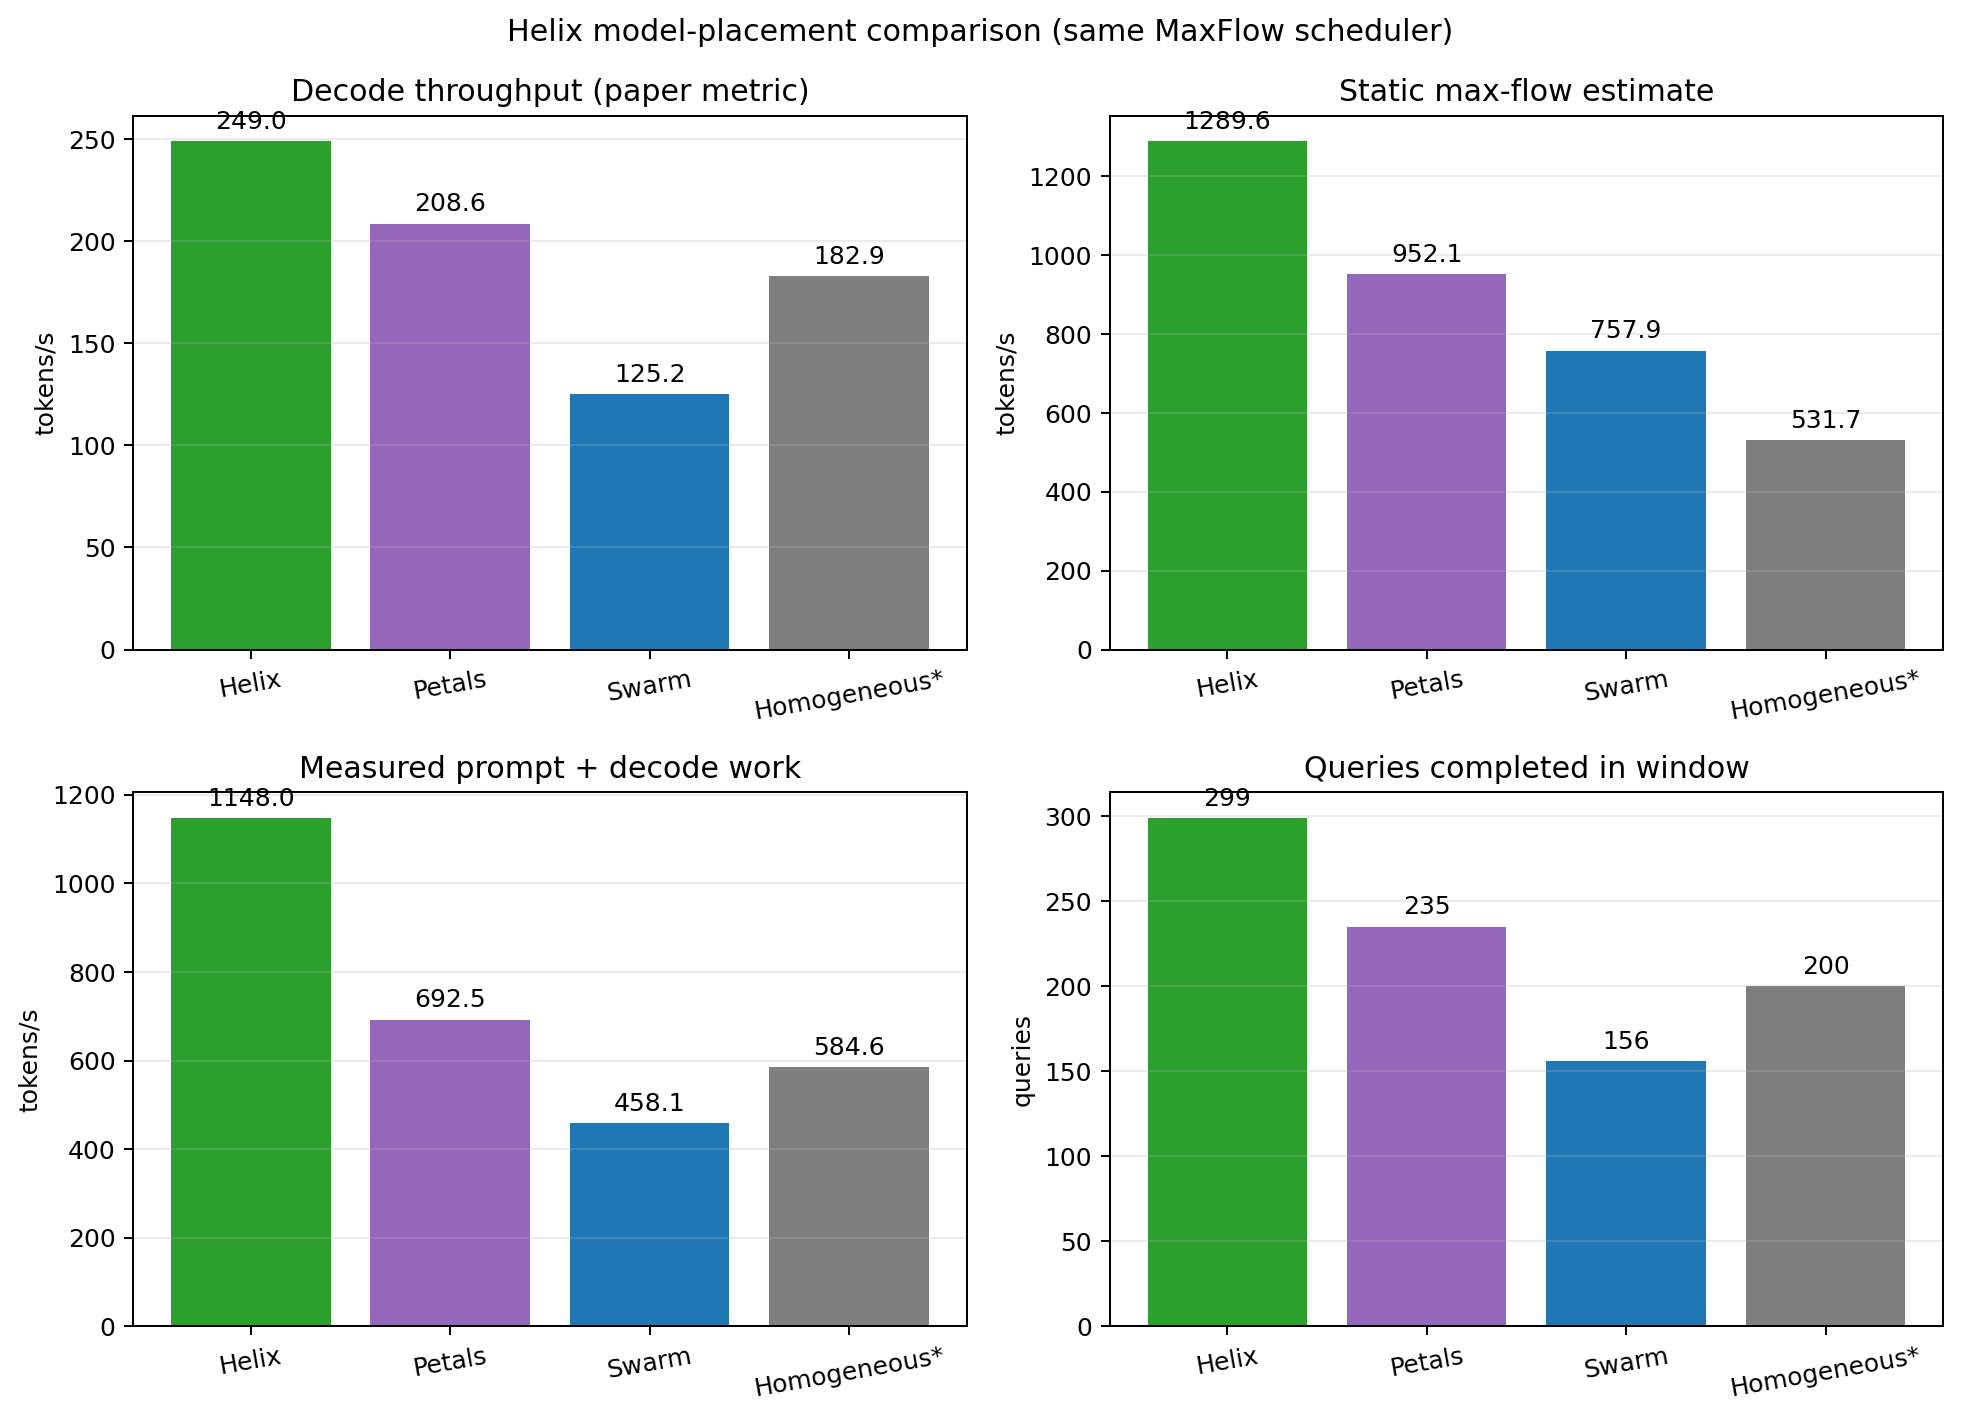 Helix model-placement comparison (same MaxFlow scheduler)
Decode throughput (paper metric)
tokens/s
250
200
150
100
50
0
249.0
208.6
125.2
182.9
Helix
Petals
Swarm
Homogeneous*
Static max-flow estimate
tokens/s
1200
1000
800
600
400
200
0
1289.6
952.1
757.9
531.7
Helix
Petals
Swarm
Homogeneous*
Measured prompt + decode work
tokens/s
1200
1000
800
600
400
200
0
1148.0
692.5
458.1
584.6
Helix
Petals
Swarm
Homogeneous*
Queries completed in window
queries
300
250
200
150
100
50
0
299
235
156
200
Helix
Petals
Swarm
Homogeneous*